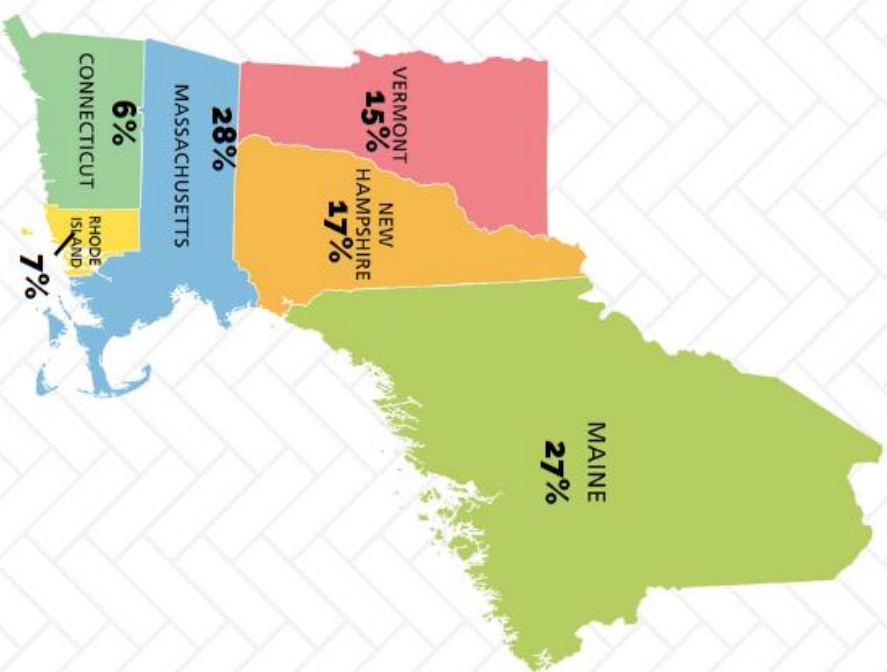 MAINE
27%
VERMONT
15%
NEW
HAMPSHIRE
17%
28%
MASSACHUSETTS
6%
CONNECTICUT
RHODE
ISLAND
7%